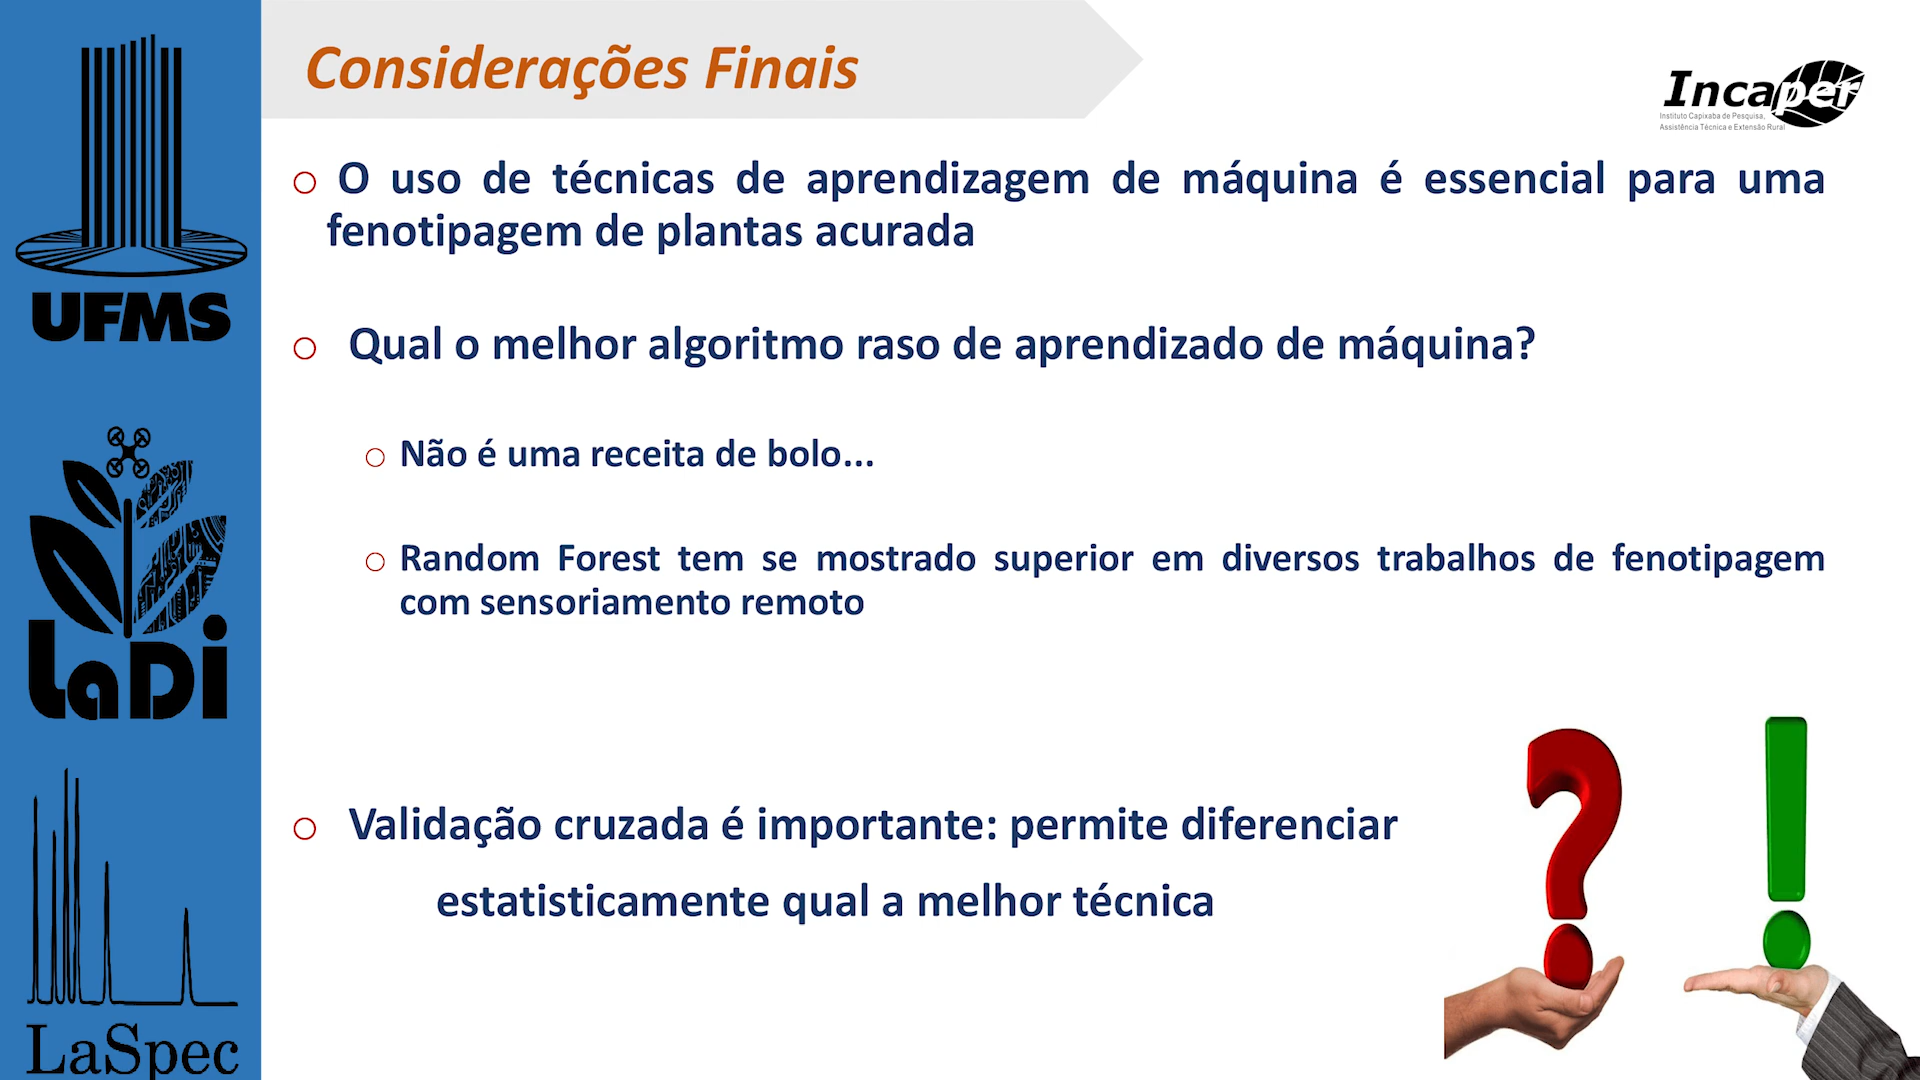 Considerações Finais
Incaper
Instituto Capixaba de Pesquisa,
Assistência Técnica e Extensão Rural
O uso de técnicas de aprendizagem de máquina é essencial para uma
fenotipagem de plantas acurada
Qual o melhor algoritmo raso de aprendizado de máquina?
Não é uma receita de bolo...
Random Forest tem se mostrado superior em diversos trabalhos de fenotipagem
com sensoriamento remoto
Validação cruzada é importante: permite diferenciar
estatisticamente qual a melhor técnica
UFMS
LaDi
LaSpec